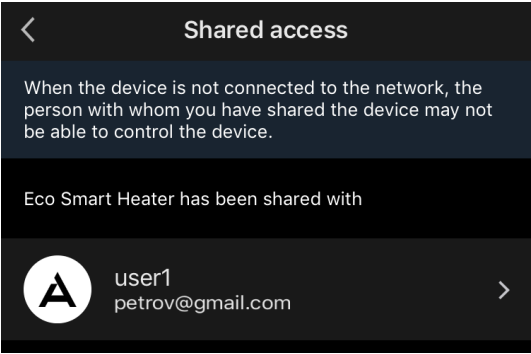 Shared access
When the device is not connected to the network, the
person with whom you have shared the device may not
be able to control the device.
Eco Smart Heater has been shared with
user1
petrov@gmail.com